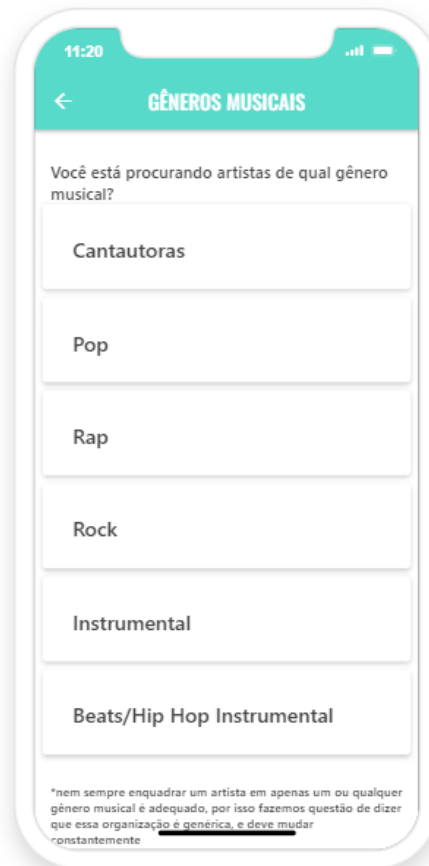 11:20
GÊNEROS MUSICAIS
Você está procurando artistas de qual gênero
musical?
Cantautoras
Pop
Rap
Rock
Instrumental
Beats/Hip Hop Instrumental
*nem sempre enquadrar um artista em apenas um ou qualquer
gênero musical é adequado, por isso fazemos questão de dizer
que essa organização é genérica, e deve mudar
constantemente